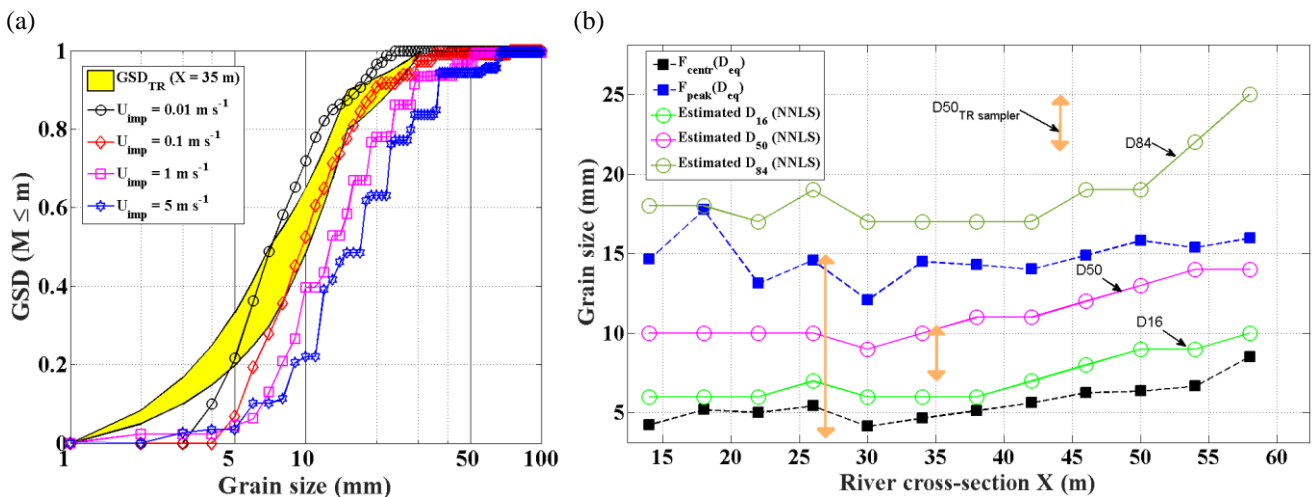 (a)
GSD (M ≤ m)
1
0.8
0.6
0.4
0.2
0
GSD_TR (X = 35 m)
U_imp = 0.01 m s⁻¹
U_imp = 0.1 m s⁻¹
U_imp = 1 m s⁻¹
U_imp = 5 m s⁻¹
1
5
10
50
100
Grain size (mm)
(b)
Grain size (mm)
25
20
15
10
5
F_centr(D_eq)
F_peak(D_eq)
Estimated D_16 (NNLS)
Estimated D_50 (NNLS)
Estimated D_84 (NNLS)
D50_TR sampler
D84
D50
D16
15
20
25
30
35
40
45
50
55
60
River cross-section X (m)